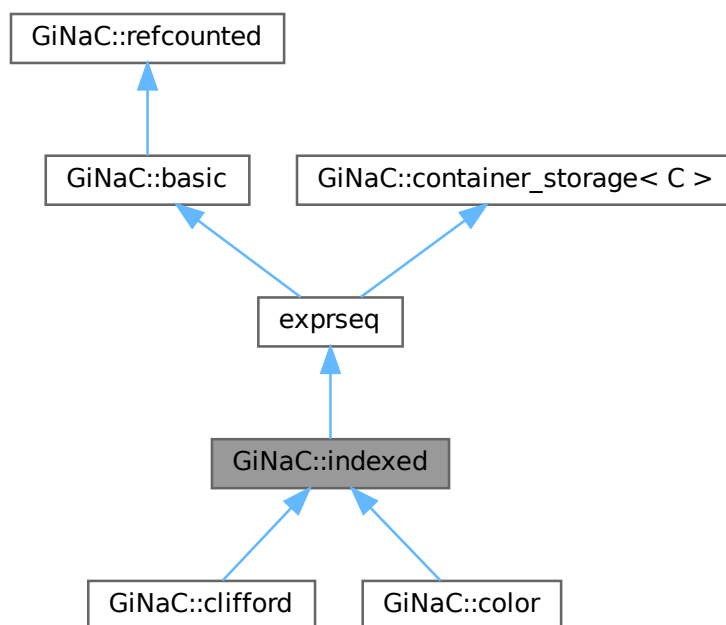 GiNaC::refcounted
GiNaC::basic
GiNaC::container_storage< C >
exprseq
GiNaC::indexed
GiNaC::clifford
GiNaC::color